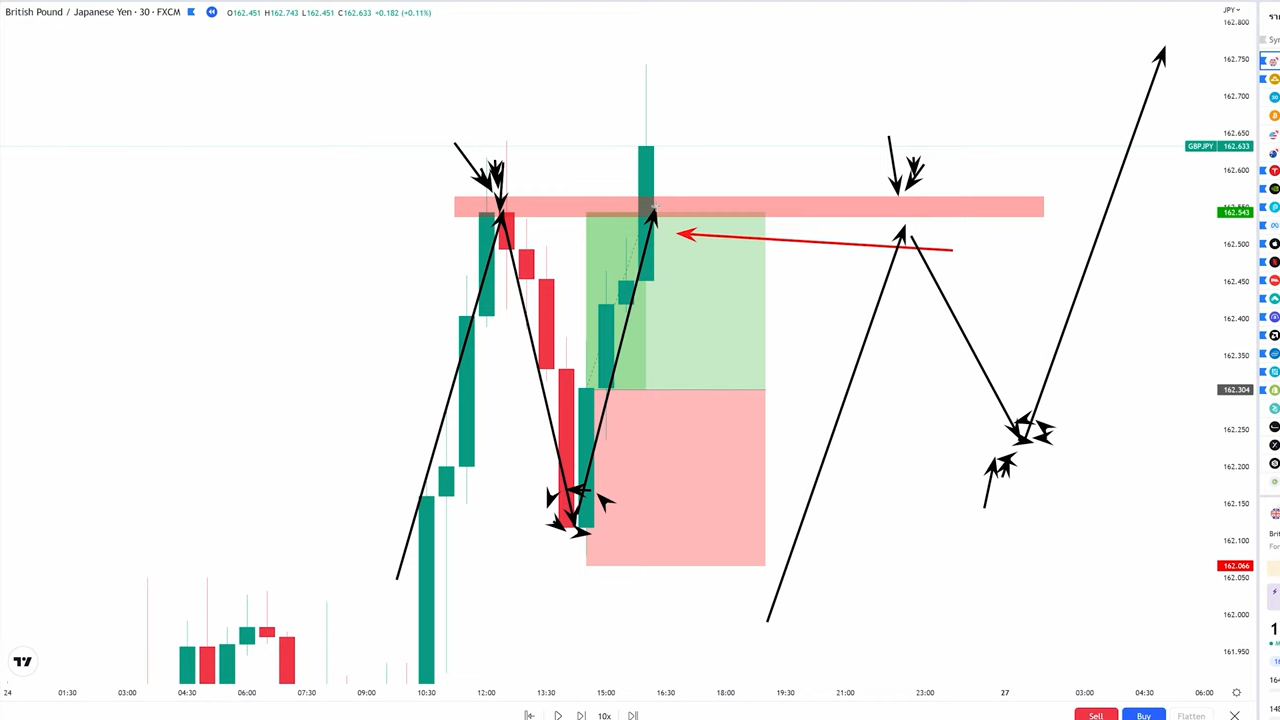 British Pound / Japanese Yen · 30 · FXCM
O162.451 H162.743 L162.451 C162.633 +0.182 (+0.11%)
JPY
162.800
162.750
162.700
162.650
GBPJPY 162.633
162.600
162.543
162.500
162.450
162.400
162.350
162.304
162.250
162.200
162.150
162.100
162.066
162.050
162.000
161.950
24 01:30 03:00 04:30 06:00 07:30 09:00 10:30 12:00 13:30 15:00 16:30 18:00 19:30 21:00 23:00 27 03:00 04:30 06:00
10x
Sell Buy Flatten